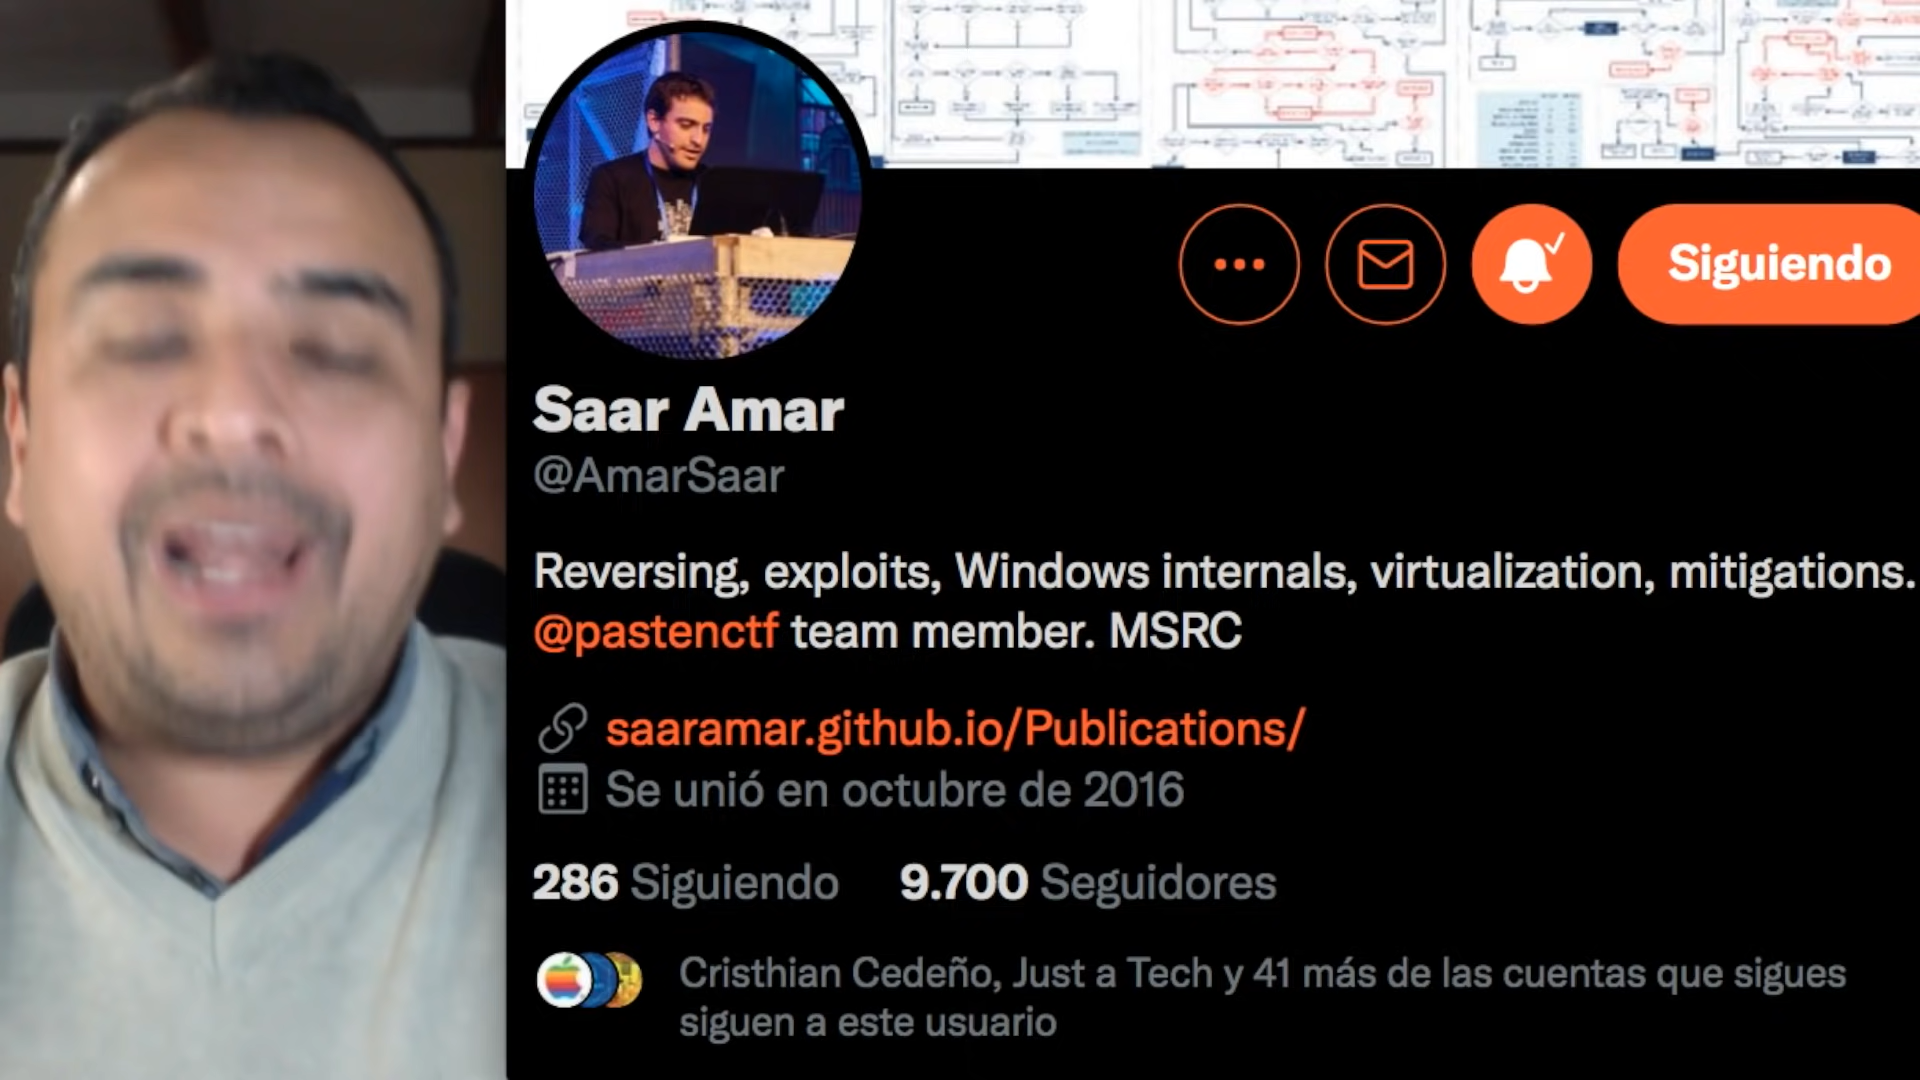 Siguiendo
Saar Amar
@AmarSaar
Reversing, exploits, Windows internals, virtualization, mitigations.
@pastenctf team member. MSRC
saaramar.github.io/Publications/
Se unió en octubre de 2016
286 Siguiendo 9.700 Seguidores
Cristhian Cedeño, Just a Tech y 41 más de las cuentas que sigues
siguen a este usuario